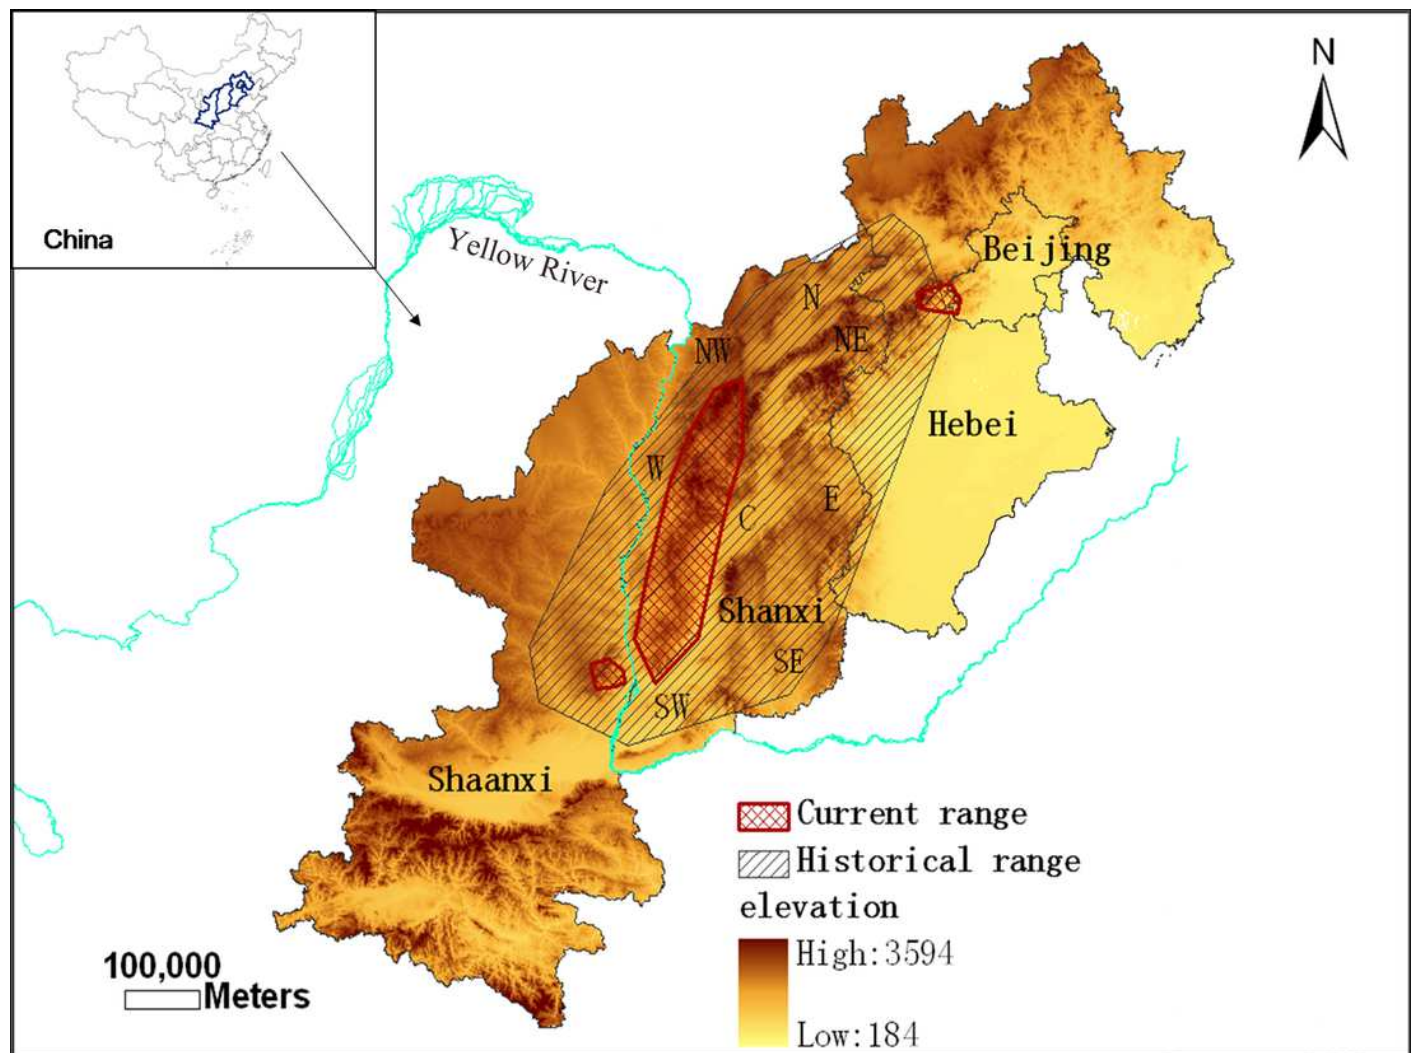 China
N
Yellow River
Beijing
N
NE
NW
Hebei
W
E
C
Shanxi
SE
SW
Shaanxi
Current range
Historical range
elevation
High:3594
Low:184
100,000
Meters